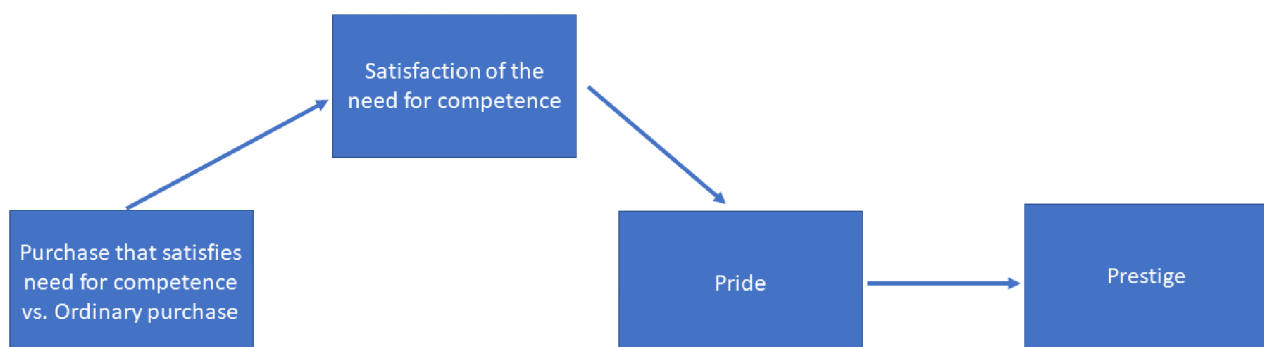 Satisfaction of the
need for competence
Purchase that satisfies
need for competence
vs. Ordinary purchase
Pride
Prestige